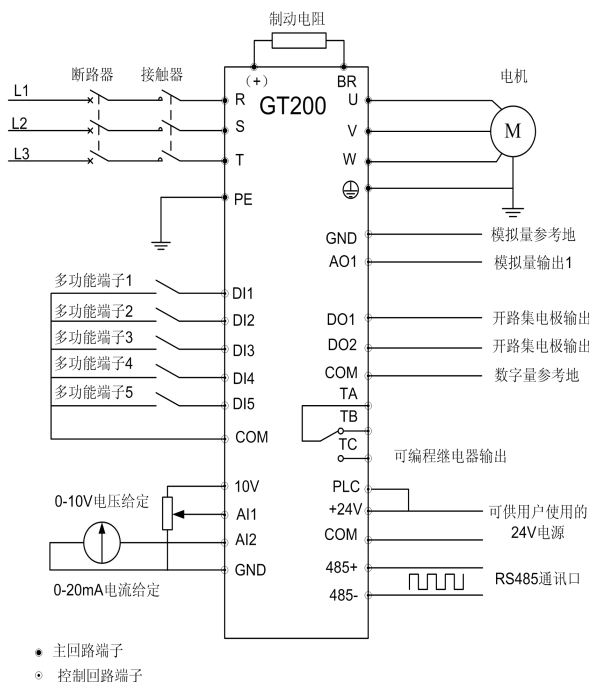 制动电阻
断路器 接触器 (+) BR 电机
L1 R GT200 U
L2 S V M
L3 T W
PE
GND 模拟量参考地
AO1 模拟量输出1
多功能端子1 DI1
多功能端子2 DI2 DO1 开路集电极输出
多功能端子3 DI3 DO2 开路集电极输出
多功能端子4 DI4 COM 数字量参考地
多功能端子5 DI5 TA
TB
COM TC 可编程继电器输出
10V PLC
0-10V电压给定 AI1 +24V 可供用户使用的
AI2 COM 24V电源
GND 485+ RS485通讯口
0-20mA电流给定 485-
主回路端子
控制回路端子